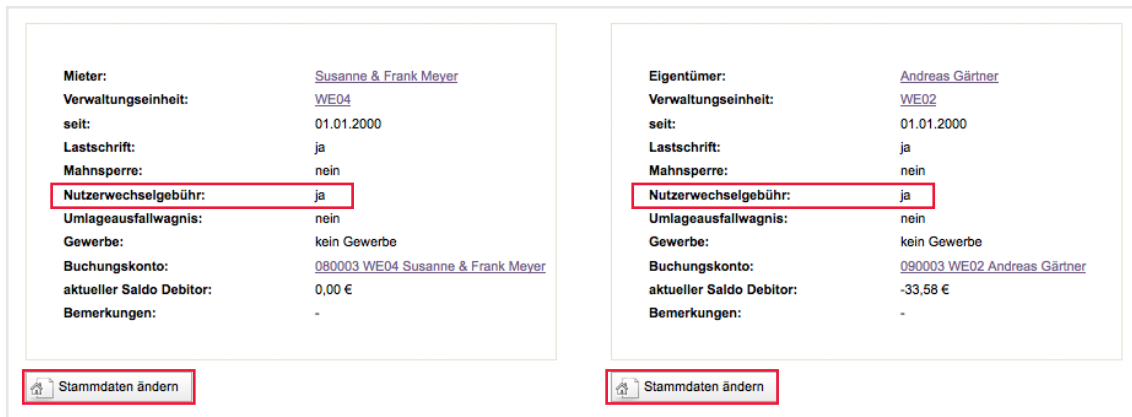 Mieter: Susanne & Frank Meyer
Verwaltungseinheit: WE04
seit: 01.01.2000
Lastschrift: ja
Mahnsperre: nein
Nutzerwechselgebühr: ja
Umlageausfallwagnis: nein
Gewerbe: kein Gewerbe
Buchungskonto: 080003 WE04 Susanne & Frank Meyer
aktueller Saldo Debitor: 0,00 €
Bemerkungen: -
Stammdaten ändern
Eigentümer: Andreas Gärtner
Verwaltungseinheit: WE02
seit: 01.01.2000
Lastschrift: ja
Mahnsperre: nein
Nutzerwechselgebühr: ja
Umlageausfallwagnis: nein
Gewerbe: kein Gewerbe
Buchungskonto: 090003 WE02 Andreas Gärtner
aktueller Saldo Debitor: -33,58 €
Bemerkungen: -
Stammdaten ändern